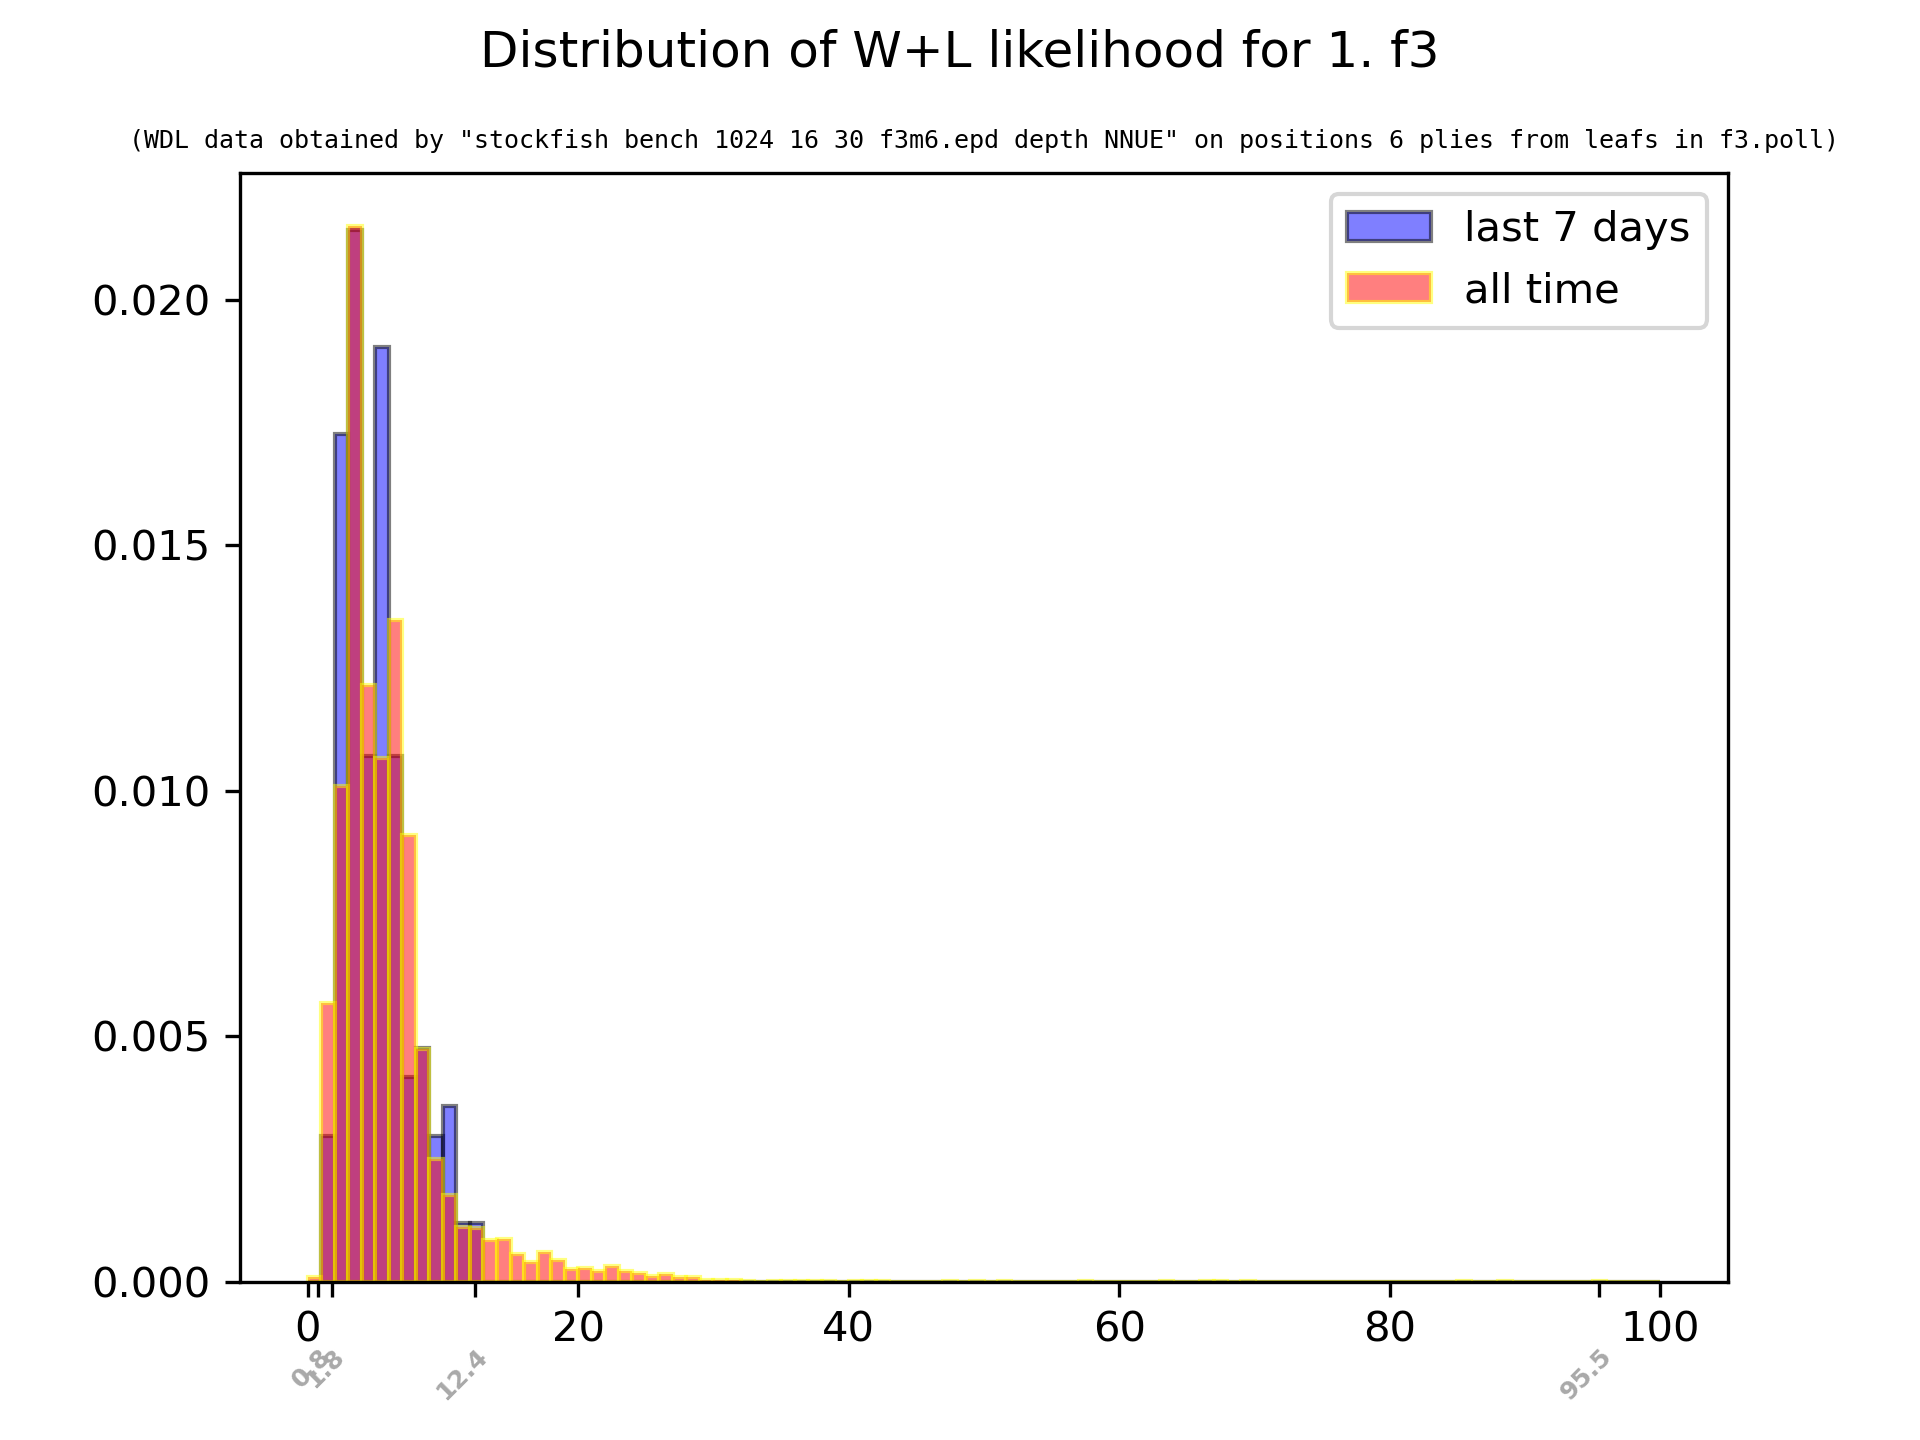 Distribution of W+L likelihood for 1. f3
(WDL data obtained by "stockfish bench 1024 16 30 f3m6.epd depth NNUE" on positions 6 plies from leafs in f3.poll)
last 7 days
all time
0.020
0.015
0.010
0.005
0.000
0 20 40 60 80 100
0.8 1.8 12.4 95.5